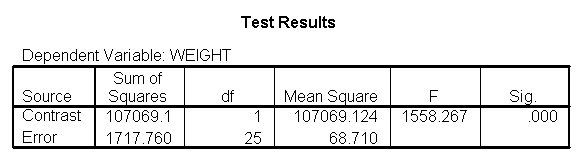 Test Results
Dependent Variable: WEIGHT
Source Sum of Squares df Mean Square F Sig.
Contrast 107069.1 1 107069.124 1558.267 .000
Error 1717.760 25 68.710